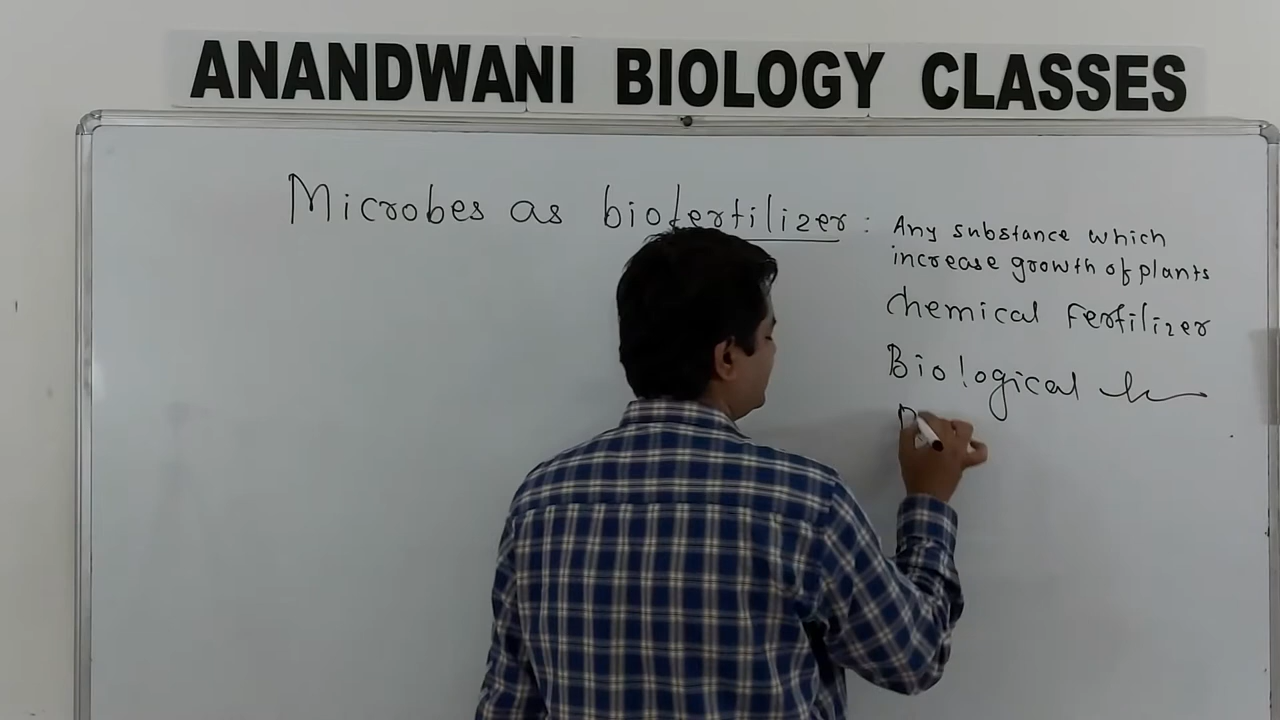 ANANDWANI BIOLOGY CLASSES
Microbes as biofertilizer : Any substance which
increase growth of plants
Chemical Fertilizer
Biological